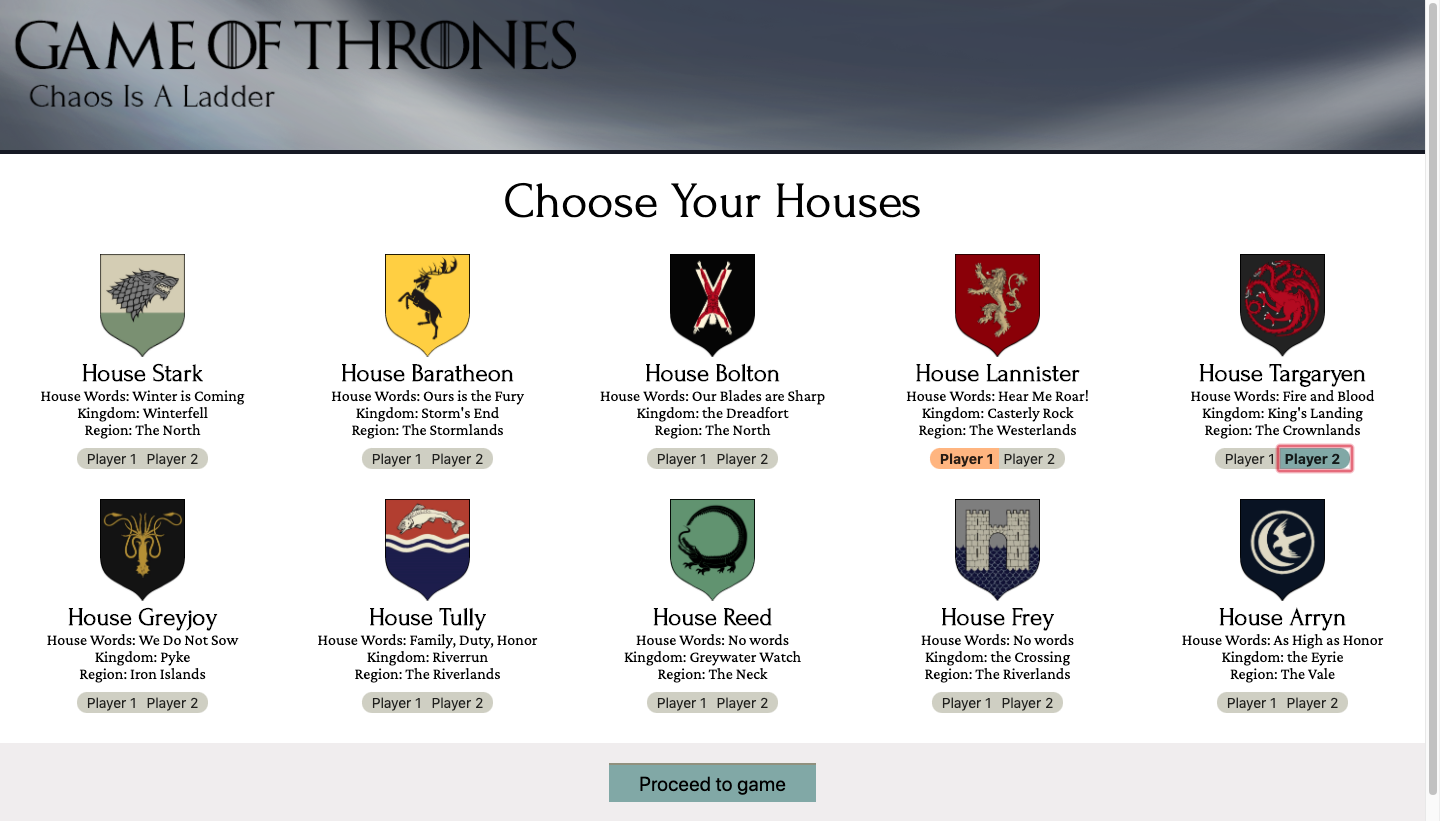 GAME OF THRONES
Chaos Is A Ladder
Choose Your Houses
House Stark
House Words: Winter is Coming
Kingdom: Winterfell
Region: The North
Player 1 Player 2
House Baratheon
House Words: Ours is the Fury
Kingdom: Storm's End
Region: The Stormlands
Player 1 Player 2
House Bolton
House Words: Our Blades are Sharp
Kingdom: the Dreadfort
Region: The North
Player 1 Player 2
House Lannister
House Words: Hear Me Roar!
Kingdom: Casterly Rock
Region: The Westerlands
Player 1 Player 2
House Targaryen
House Words: Fire and Blood
Kingdom: King's Landing
Region: The Crownlands
Player 1 Player 2
House Greyjoy
House Words: We Do Not Sow
Kingdom: Pyke
Region: Iron Islands
Player 1 Player 2
House Tully
House Words: Family, Duty, Honor
Kingdom: Riverrun
Region: The Riverlands
Player 1 Player 2
House Reed
House Words: No words
Kingdom: Greywater Watch
Region: The Neck
Player 1 Player 2
House Frey
House Words: No words
Kingdom: the Crossing
Region: The Riverlands
Player 1 Player 2
House Arryn
House Words: As High as Honor
Kingdom: the Eyrie
Region: The Vale
Player 1 Player 2
Proceed to game